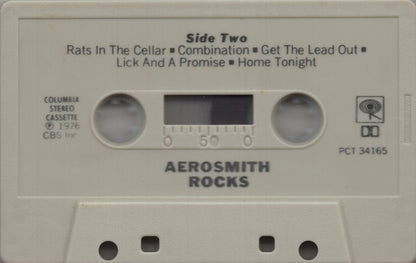 Side Two
Rats In The Cellar ▪ Combination ▪ Get The Lead Out ▪
Lick And A Promise ▪ Home Tonight
COLUMBIA
STEREO
CASSETTE
℗ 1976
CBS Inc
0 50 0
PCT 34165
AEROSMITH
ROCKS